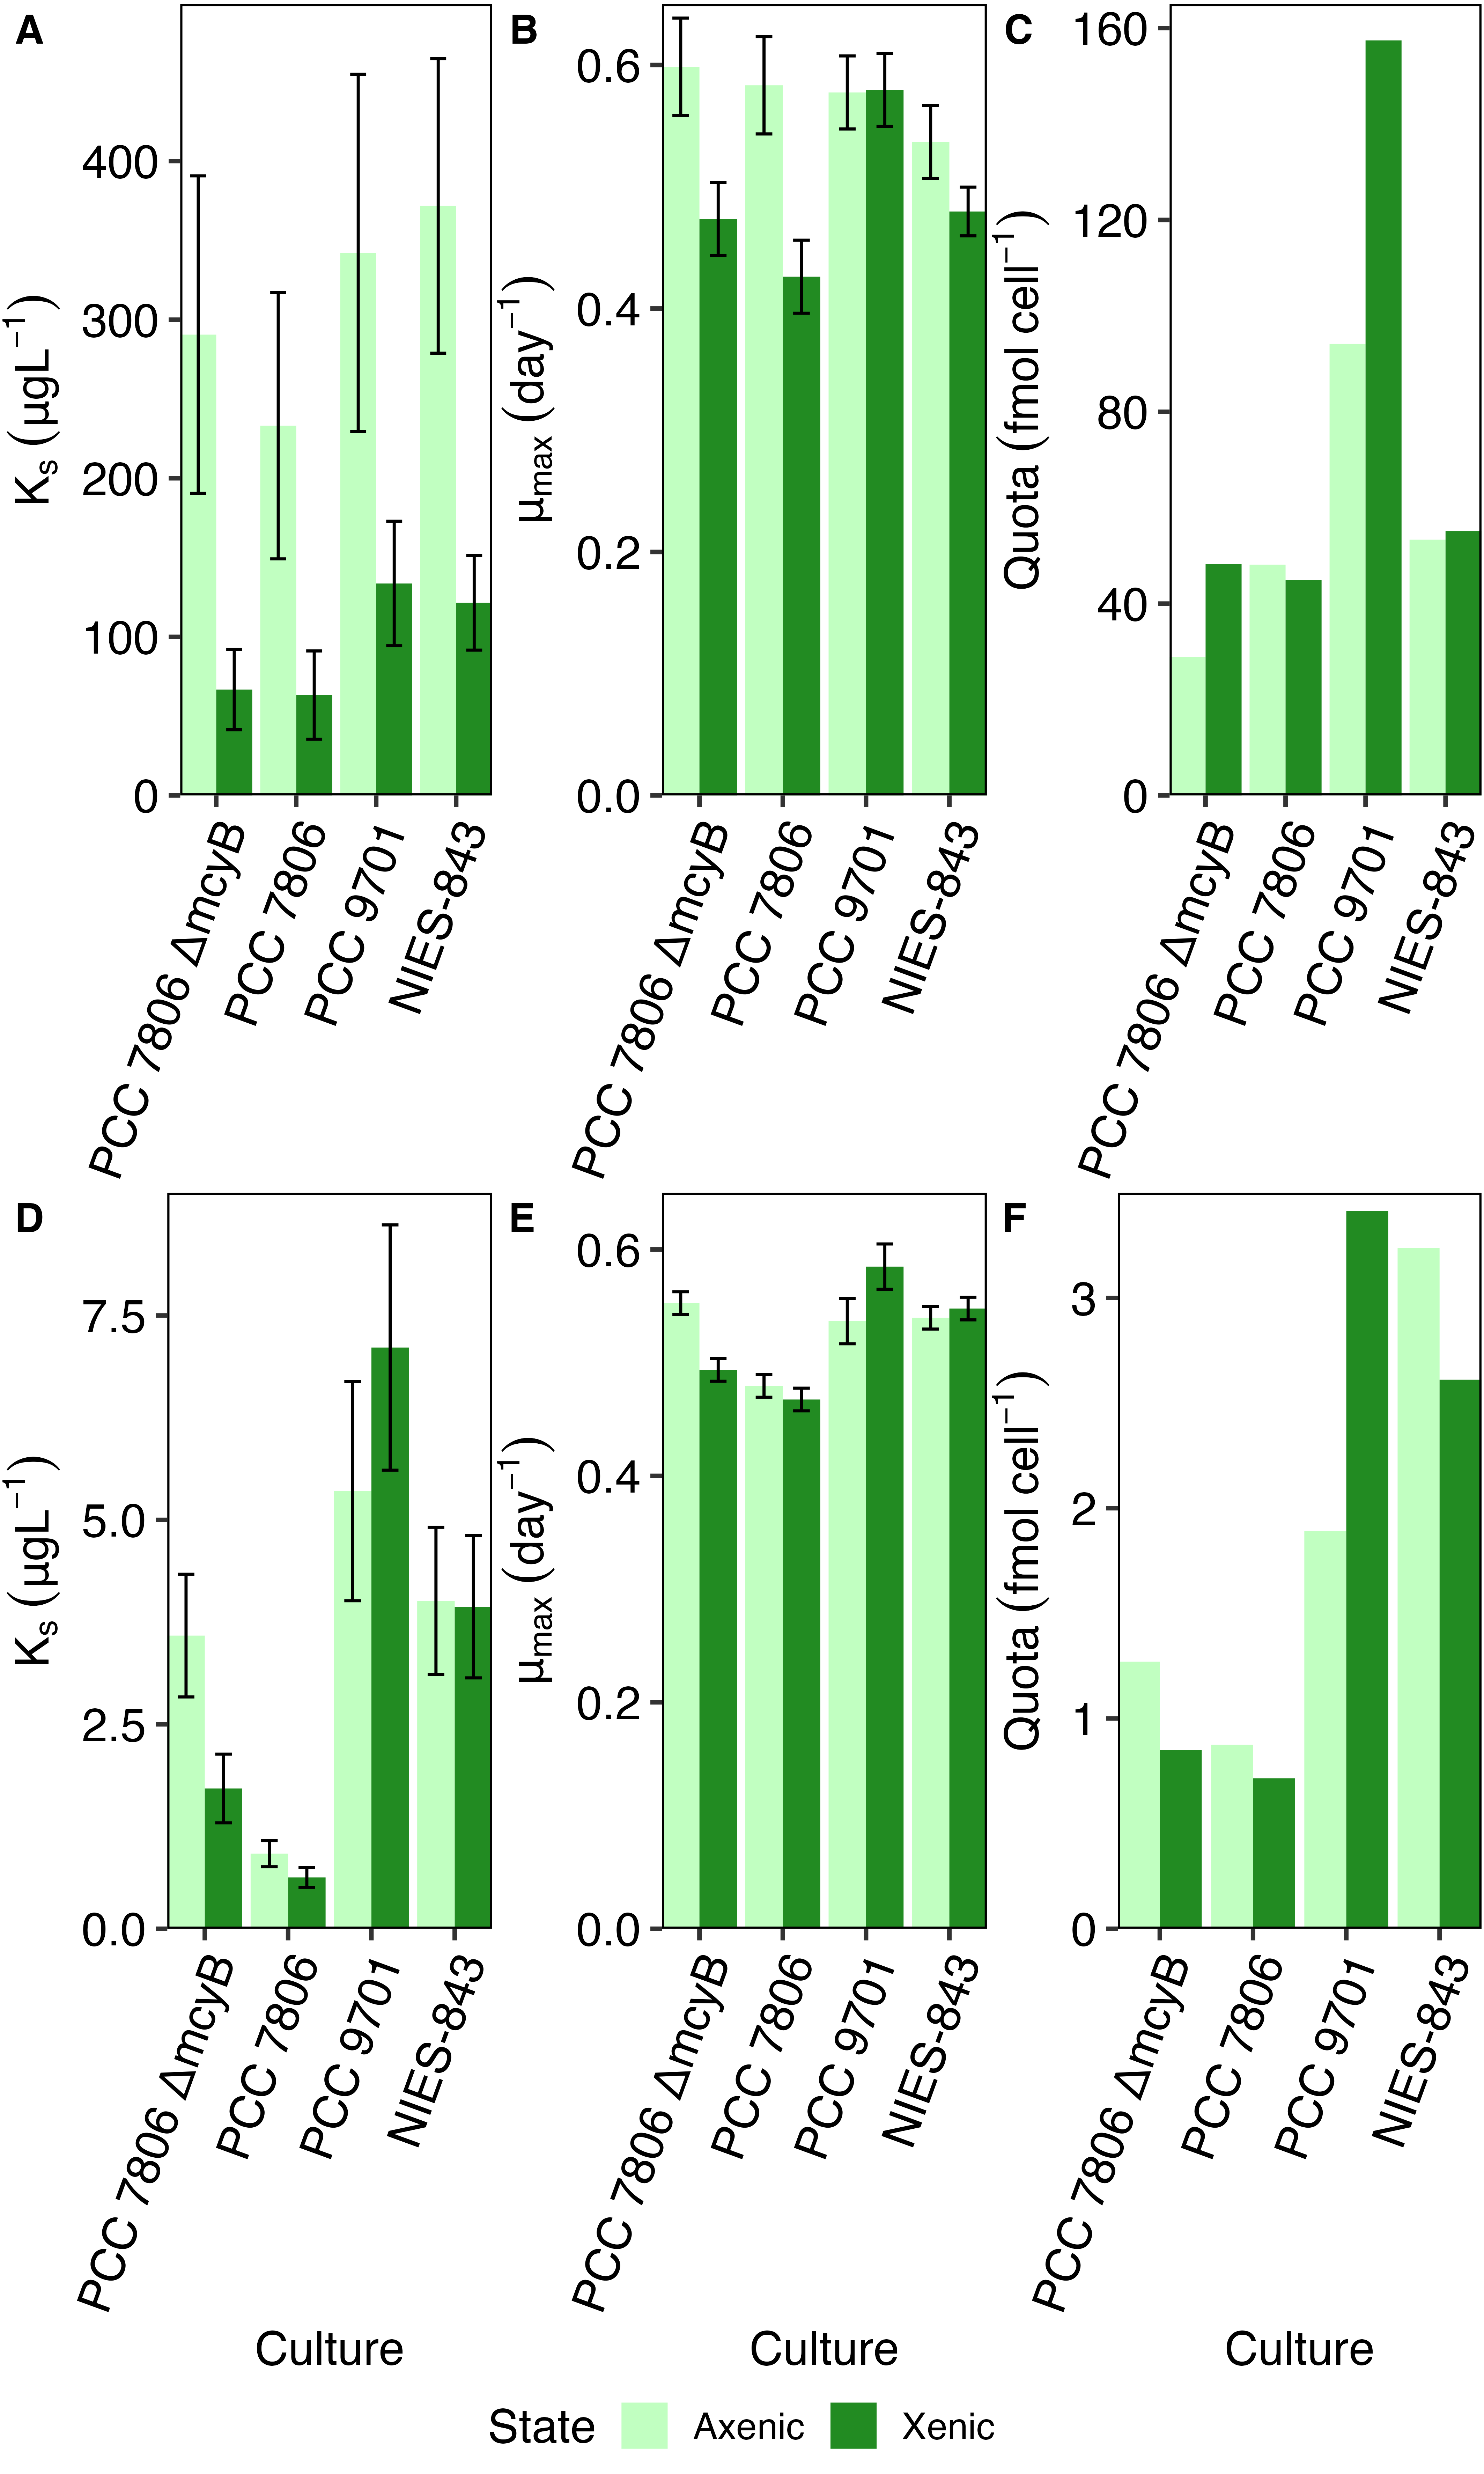 A
Ks (µgL−1)
400
300
200
100
0
PCC 7806 ΔmcyB
PCC 7806
PCC 9701
NIES-843
B
µmax (day−1)
0.6
0.4
0.2
0.0
PCC 7806 ΔmcyB
PCC 7806
PCC 9701
NIES-843
C
Quota (fmol cell−1)
160
120
80
40
0
PCC 7806 ΔmcyB
PCC 7806
PCC 9701
NIES-843
D
Ks (µgL−1)
7.5
5.0
2.5
0.0
PCC 7806 ΔmcyB
PCC 7806
PCC 9701
NIES-843
Culture
E
µmax (day−1)
0.6
0.4
0.2
0.0
PCC 7806 ΔmcyB
PCC 7806
PCC 9701
NIES-843
Culture
F
Quota (fmol cell−1)
3
2
1
0
PCC 7806 ΔmcyB
PCC 7806
PCC 9701
NIES-843
Culture
State Axenic Xenic